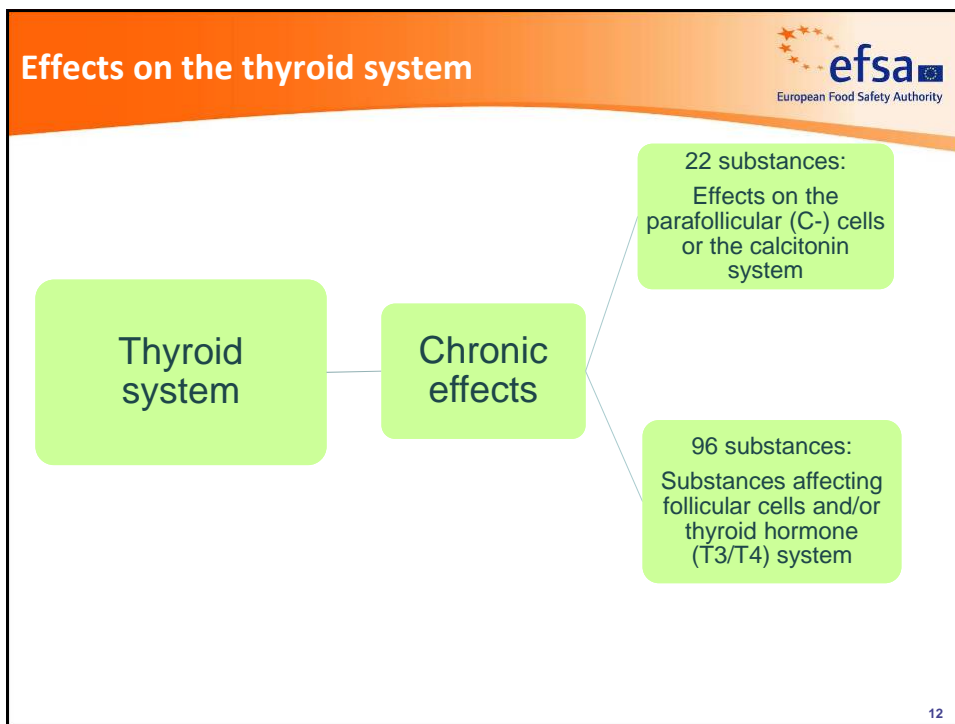 Effects on the thyroid system
efsa
European Food Safety Authority
Thyroid
system
Chronic
effects
22 substances:
Effects on the
parafollicular (C-) cells
or the calcitonin
system
96 substances:
Substances affecting
follicular cells and/or
thyroid hormone
(T3/T4) system
12